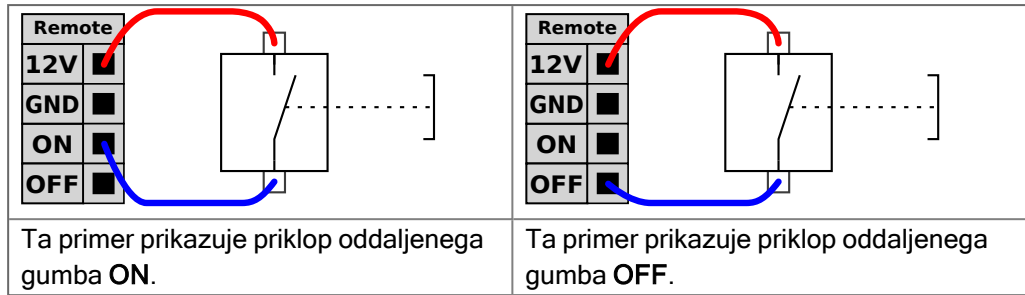 Remote
12V
GND
ON
OFF
Remote
12V
GND
ON
OFF
Ta primer prikazuje priklop oddaljenega
gumba ON.
Ta primer prikazuje priklop oddaljenega
gumba OFF.